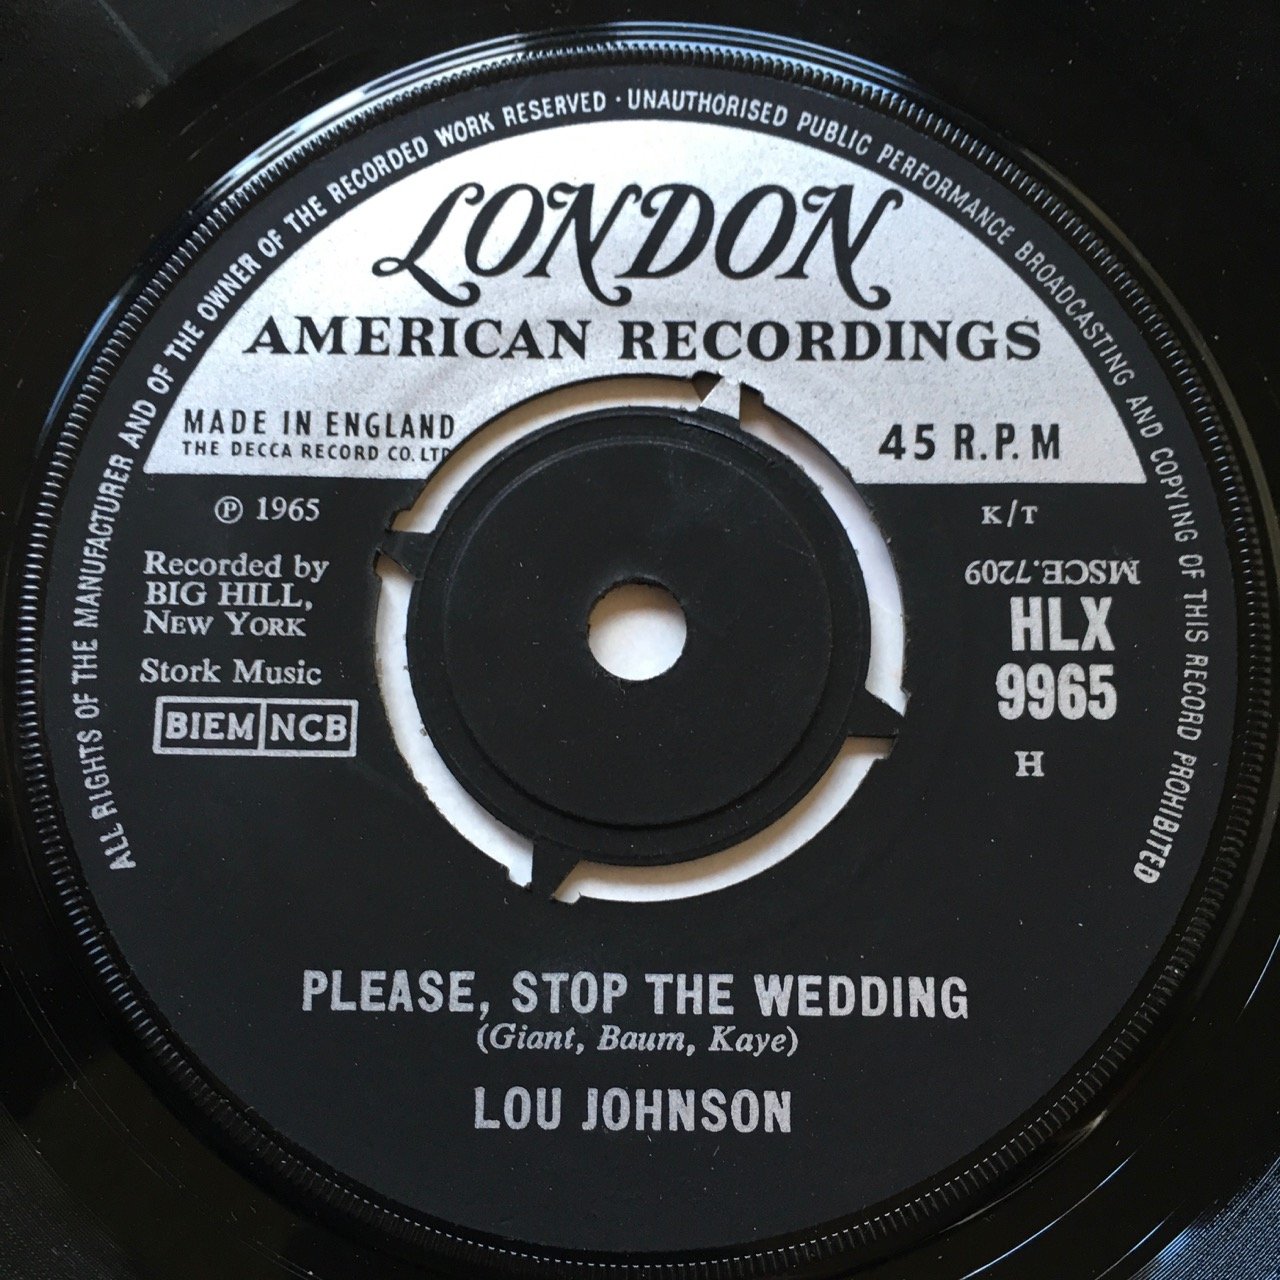 ALL RIGHTS OF THE MANUFACTURER AND OF THE OWNER OF THE RECORDED WORK RESERVED · UNAUTHORISED PUBLIC PERFORMANCE BROADCASTING AND COPYING OF THIS RECORD PROHIBITED
LONDON
AMERICAN RECORDINGS
MADE IN ENGLAND
THE DECCA RECORD CO. LTD
45 R.P.M
℗ 1965
K/T
Recorded by
BIG HILL,
NEW YORK
Stork Music
BIEM NCB
MSCE.7209
HLX
9965
H
PLEASE, STOP THE WEDDING
(Giant, Baum, Kaye)
LOU JOHNSON